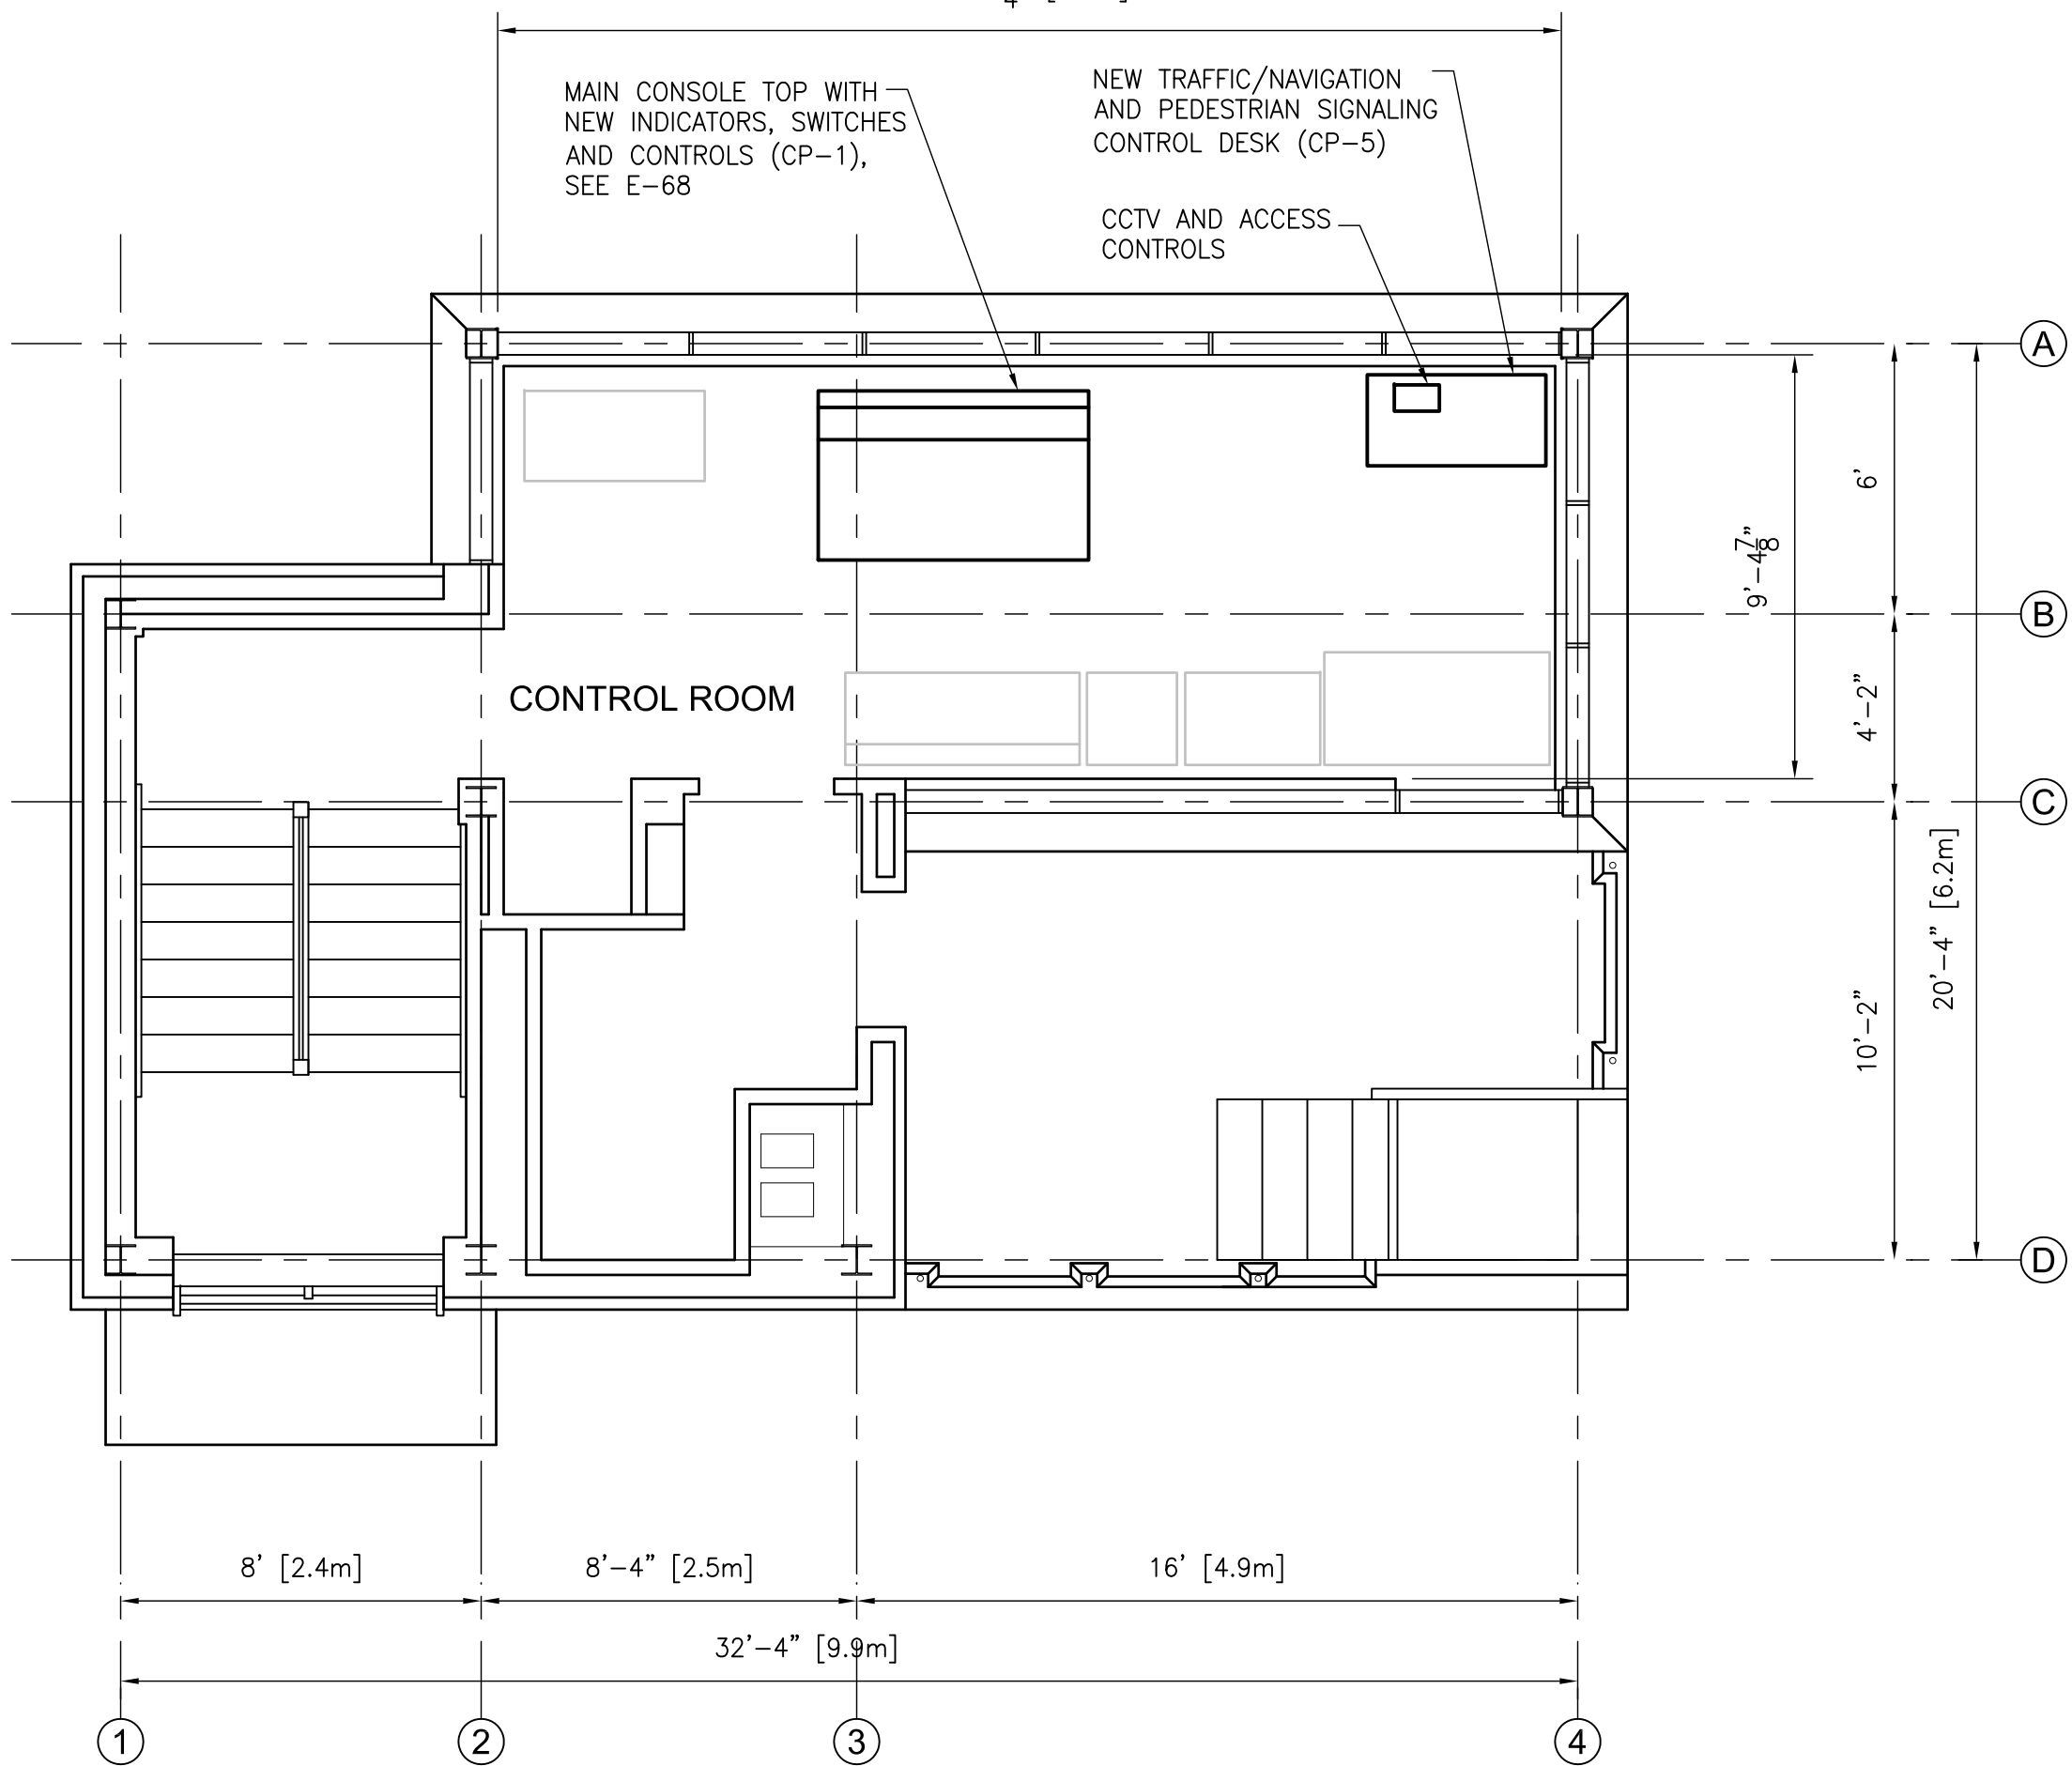 MAIN CONSOLE TOP WITH
NEW INDICATORS, SWITCHES
AND CONTROLS (CP-1),
SEE E-68
NEW TRAFFIC/NAVIGATION
AND PEDESTRIAN SIGNALING
CONTROL DESK (CP-5)
CCTV AND ACCESS
CONTROLS
A
6'
9'-4 7/8"
B
CONTROL ROOM
4'-2"
C
20'-4" [6.2m]
10'-2"
D
8' [2.4m]
8'-4" [2.5m]
16' [4.9m]
32'-4" [9.9m]
1
2
3
4